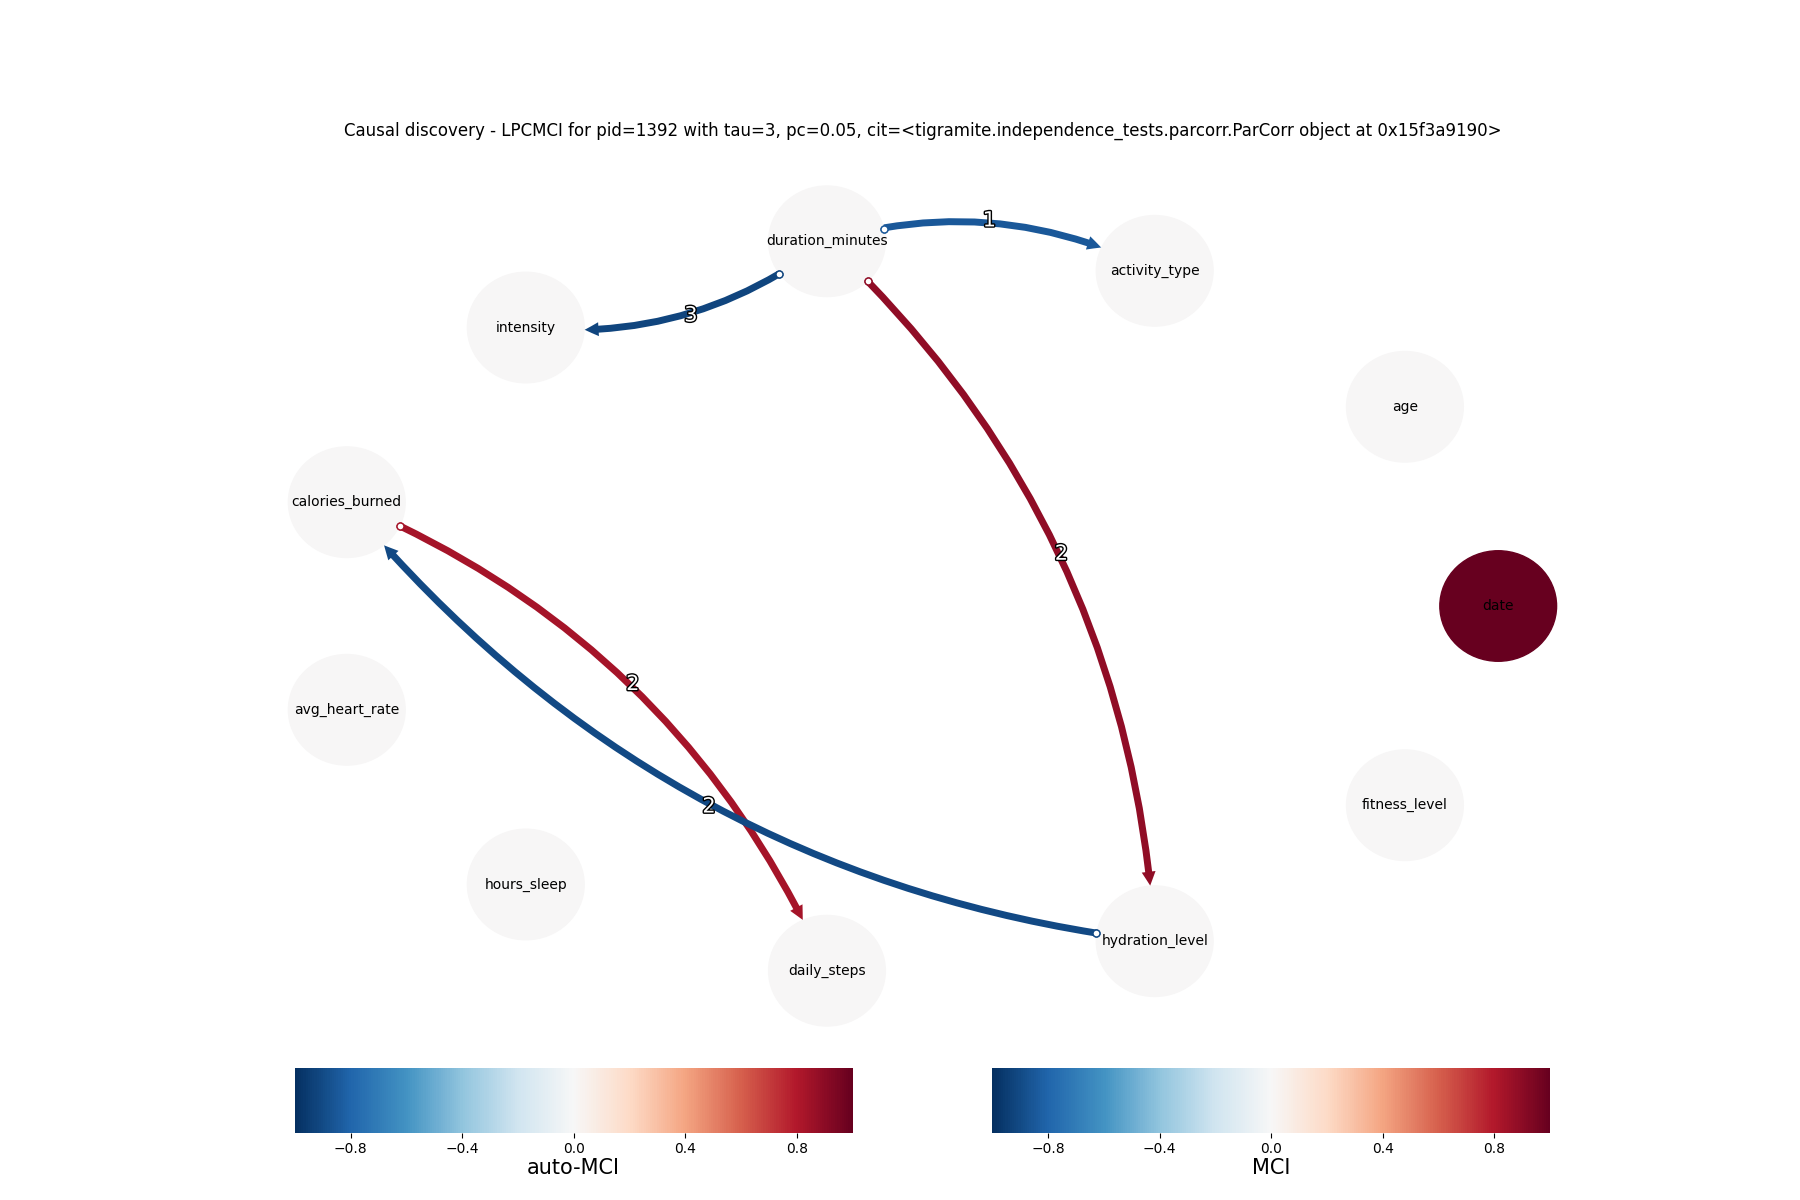 Causal discovery - LPCMCI for pid=1392 with tau=3, pc=0.05, cit=<tigramite.independence_tests.parcorr.ParCorr object at 0x15f3a9190>
1
duration_minutes
activity_type
3
intensity
age
calories_burned
2
date
2
avg_heart_rate
2
fitness_level
hours_sleep
hydration_level
daily_steps
−0.8 −0.4 0.0 0.4 0.8
auto-MCI
−0.8 −0.4 0.0 0.4 0.8
MCI